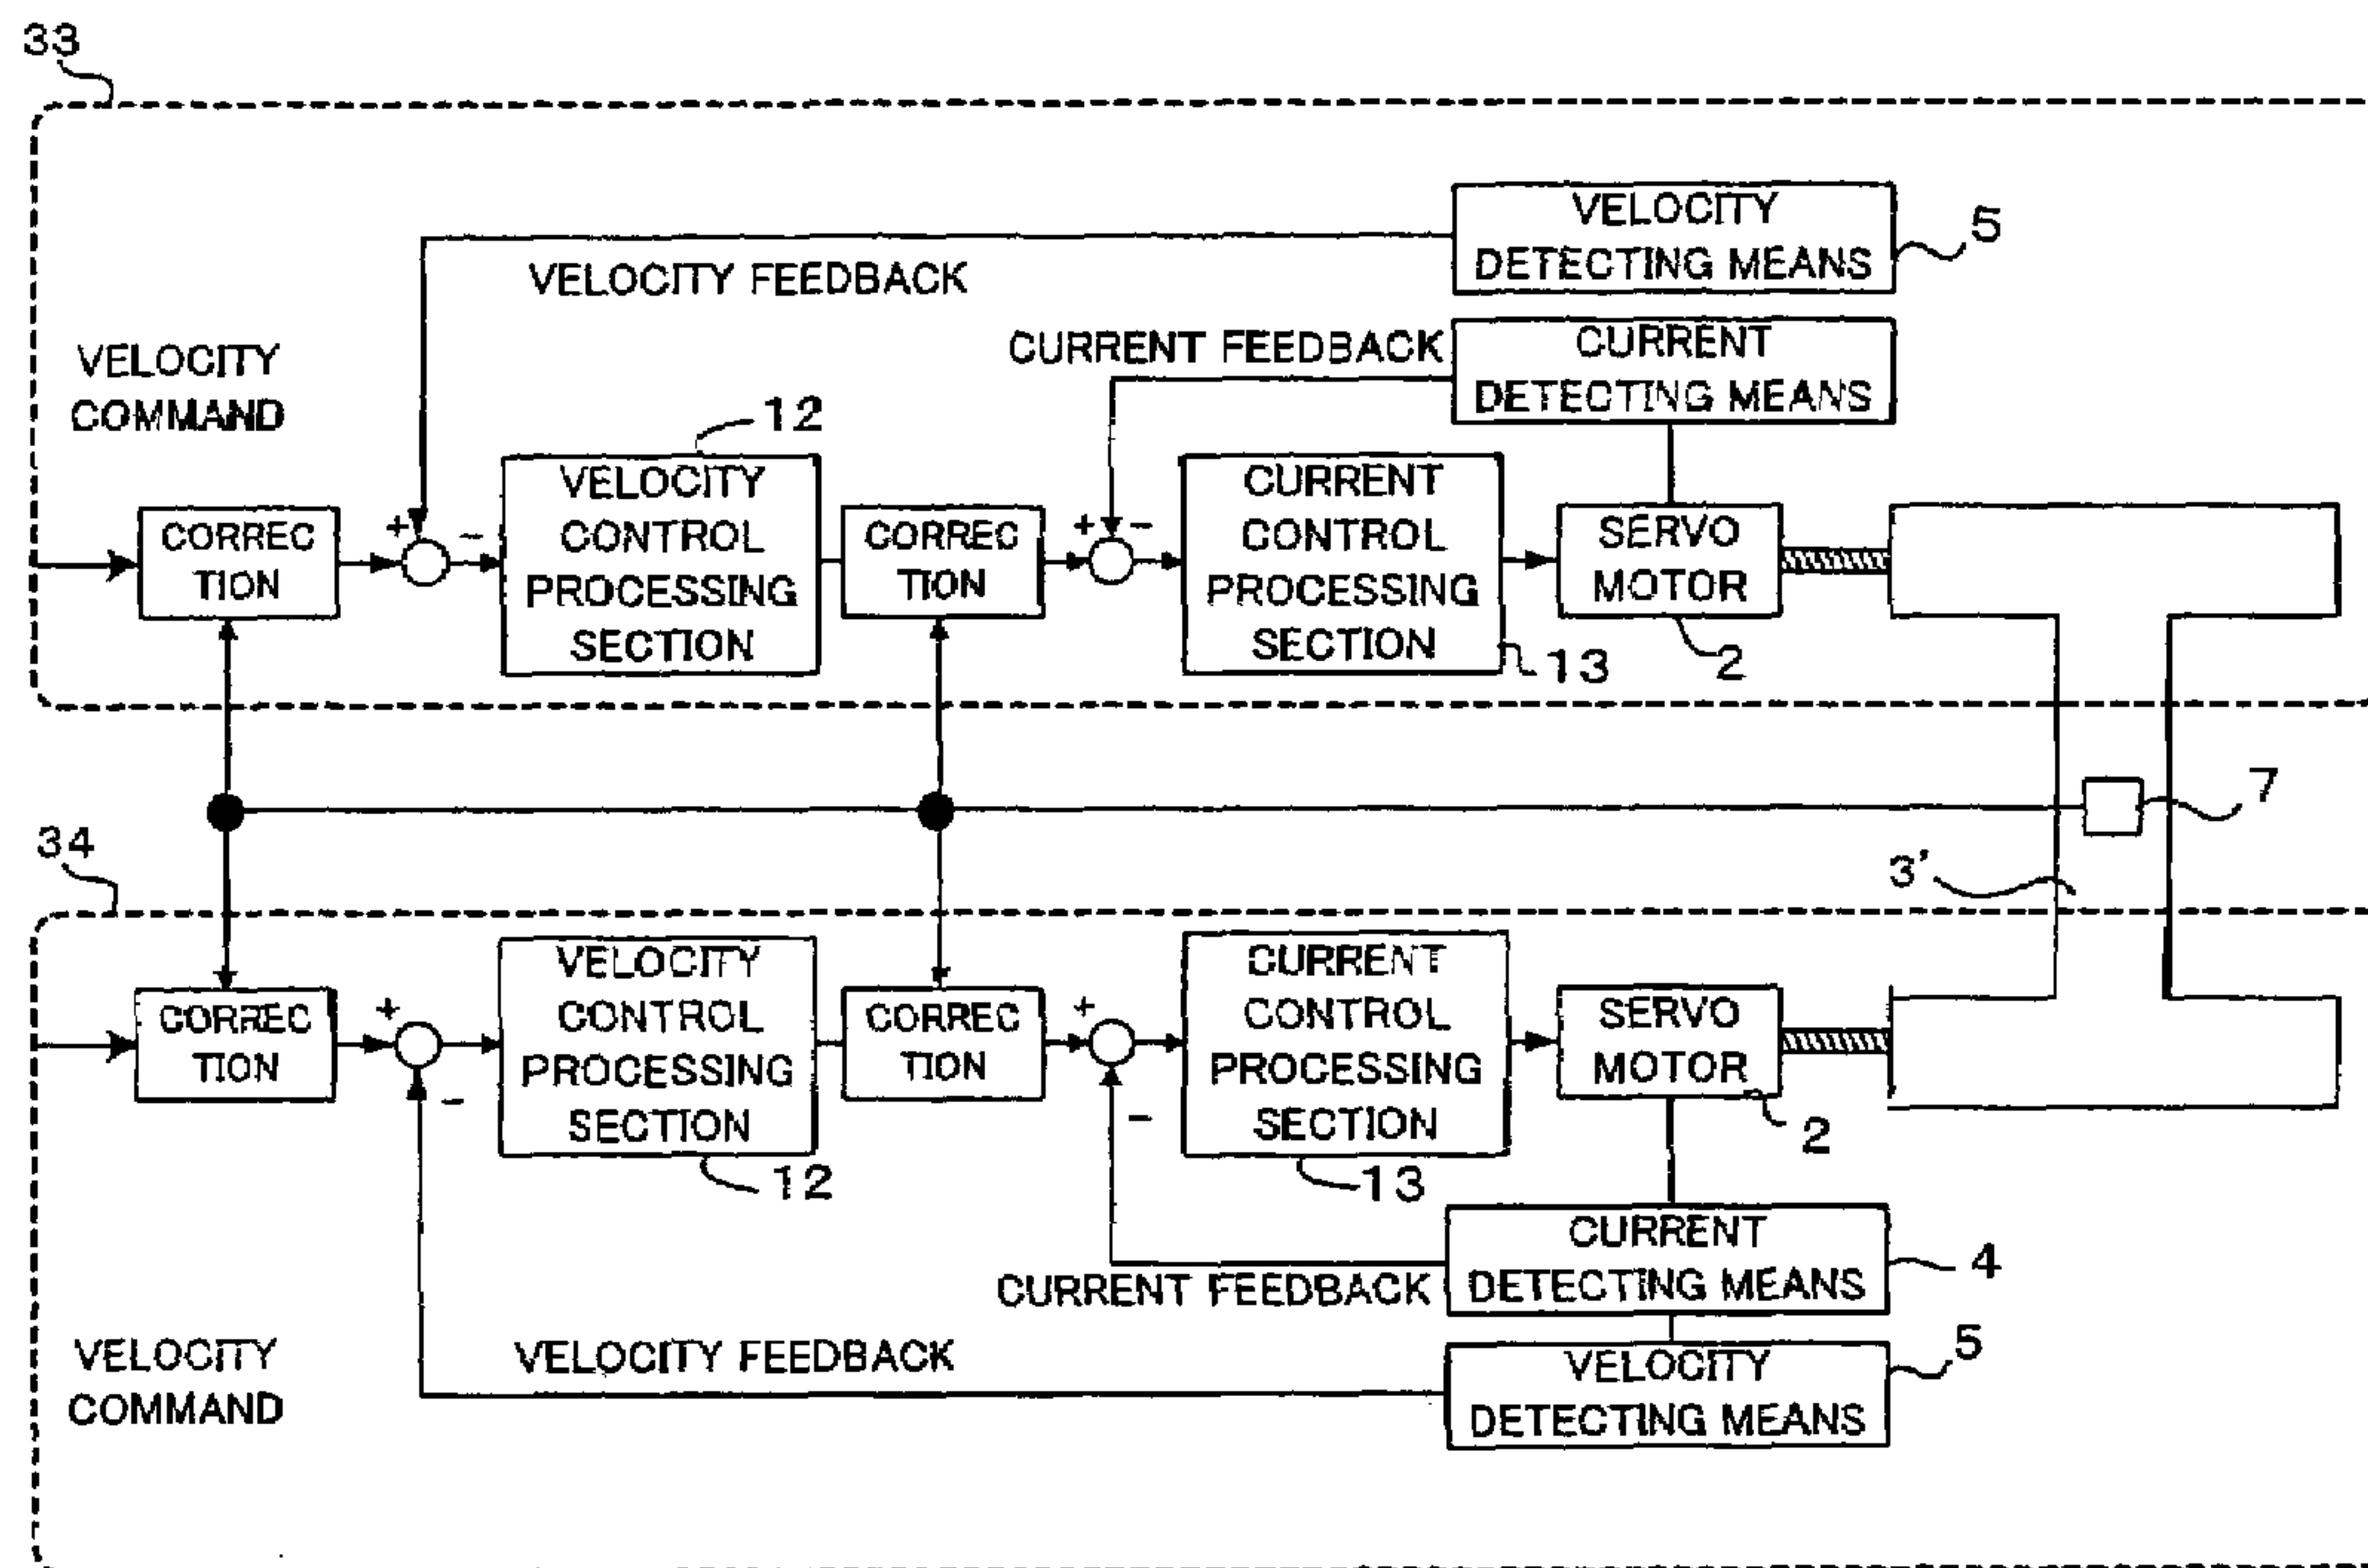 33
VELOCITY
DETECTING MEANS
5
VELOCITY FEEDBACK
CURRENT FEEDBACK
CURRENT
DETECTING MEANS
VELOCITY
COMMAND
12
VELOCITY
CONTROL
PROCESSING
SECTION
CURRENT
CONTROL
PROCESSING
SECTION
CORREC
TION
+
-
CORREC
TION
+ -
SERVO
MOTOR
13
2
7
34
3'
VELOCITY
CONTROL
PROCESSING
SECTION
CURRENT
CONTROL
PROCESSING
SECTION
CORREC
TION
+
-
CORREC
TION
+
-
SERVO
MOTOR
2
12
13
CURRENT
DETECTING MEANS
4
CURRENT FEEDBACK
VELOCITY
COMMAND
VELOCITY FEEDBACK
VELOCITY
DETECTING MEANS
5